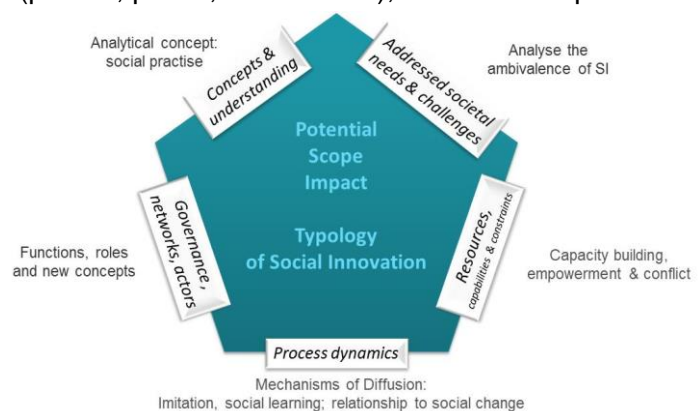 Analytical concept:
social practise
Concepts &
understanding
Addressed societal
needs & challenges
Analyse the
ambivalence of SI
Potential
Scope
Impact
Typology
of Social Innovation
Governance,
networks, actors
Functions, roles
and new concepts
Resources,
capabilities & constraints
Capacity building,
empowerment & conflict
Process dynamics
Mechanisms of Diffusion:
Imitation, social learning; relationship to social change